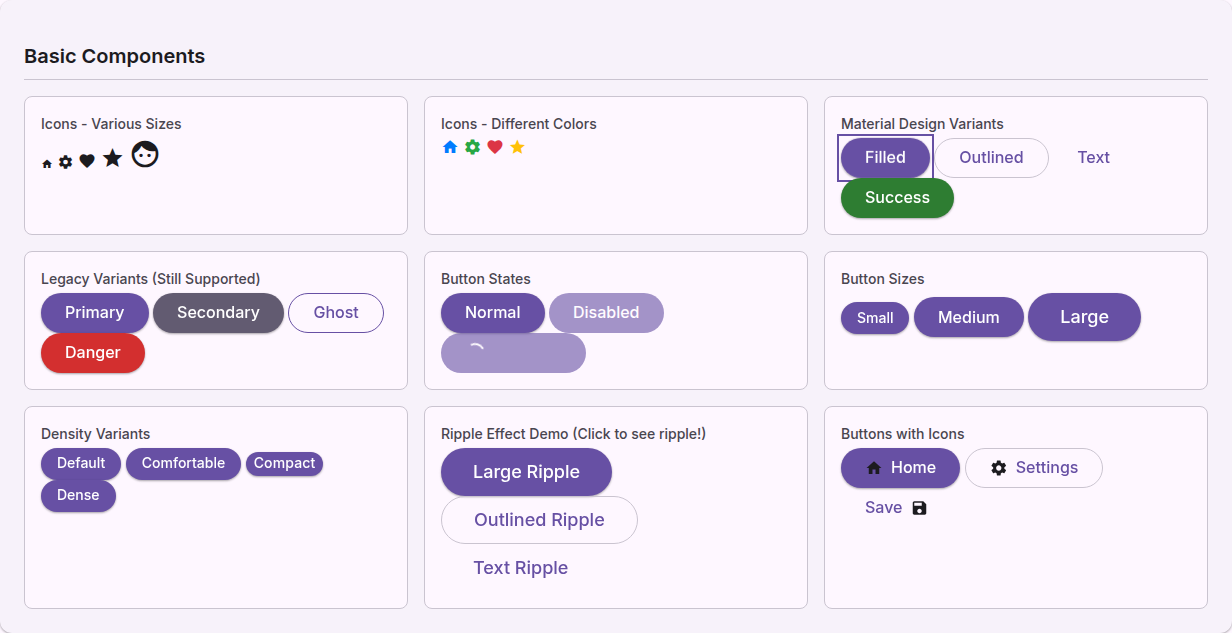 Basic Components
Icons - Various Sizes
Icons - Different Colors
Material Design Variants
Filled
Outlined
Text
Success
Legacy Variants (Still Supported)
Primary
Secondary
Ghost
Danger
Button States
Normal
Disabled
Button Sizes
Small
Medium
Large
Density Variants
Default
Comfortable
Compact
Dense
Ripple Effect Demo (Click to see ripple!)
Large Ripple
Outlined Ripple
Text Ripple
Buttons with Icons
Home
Settings
Save